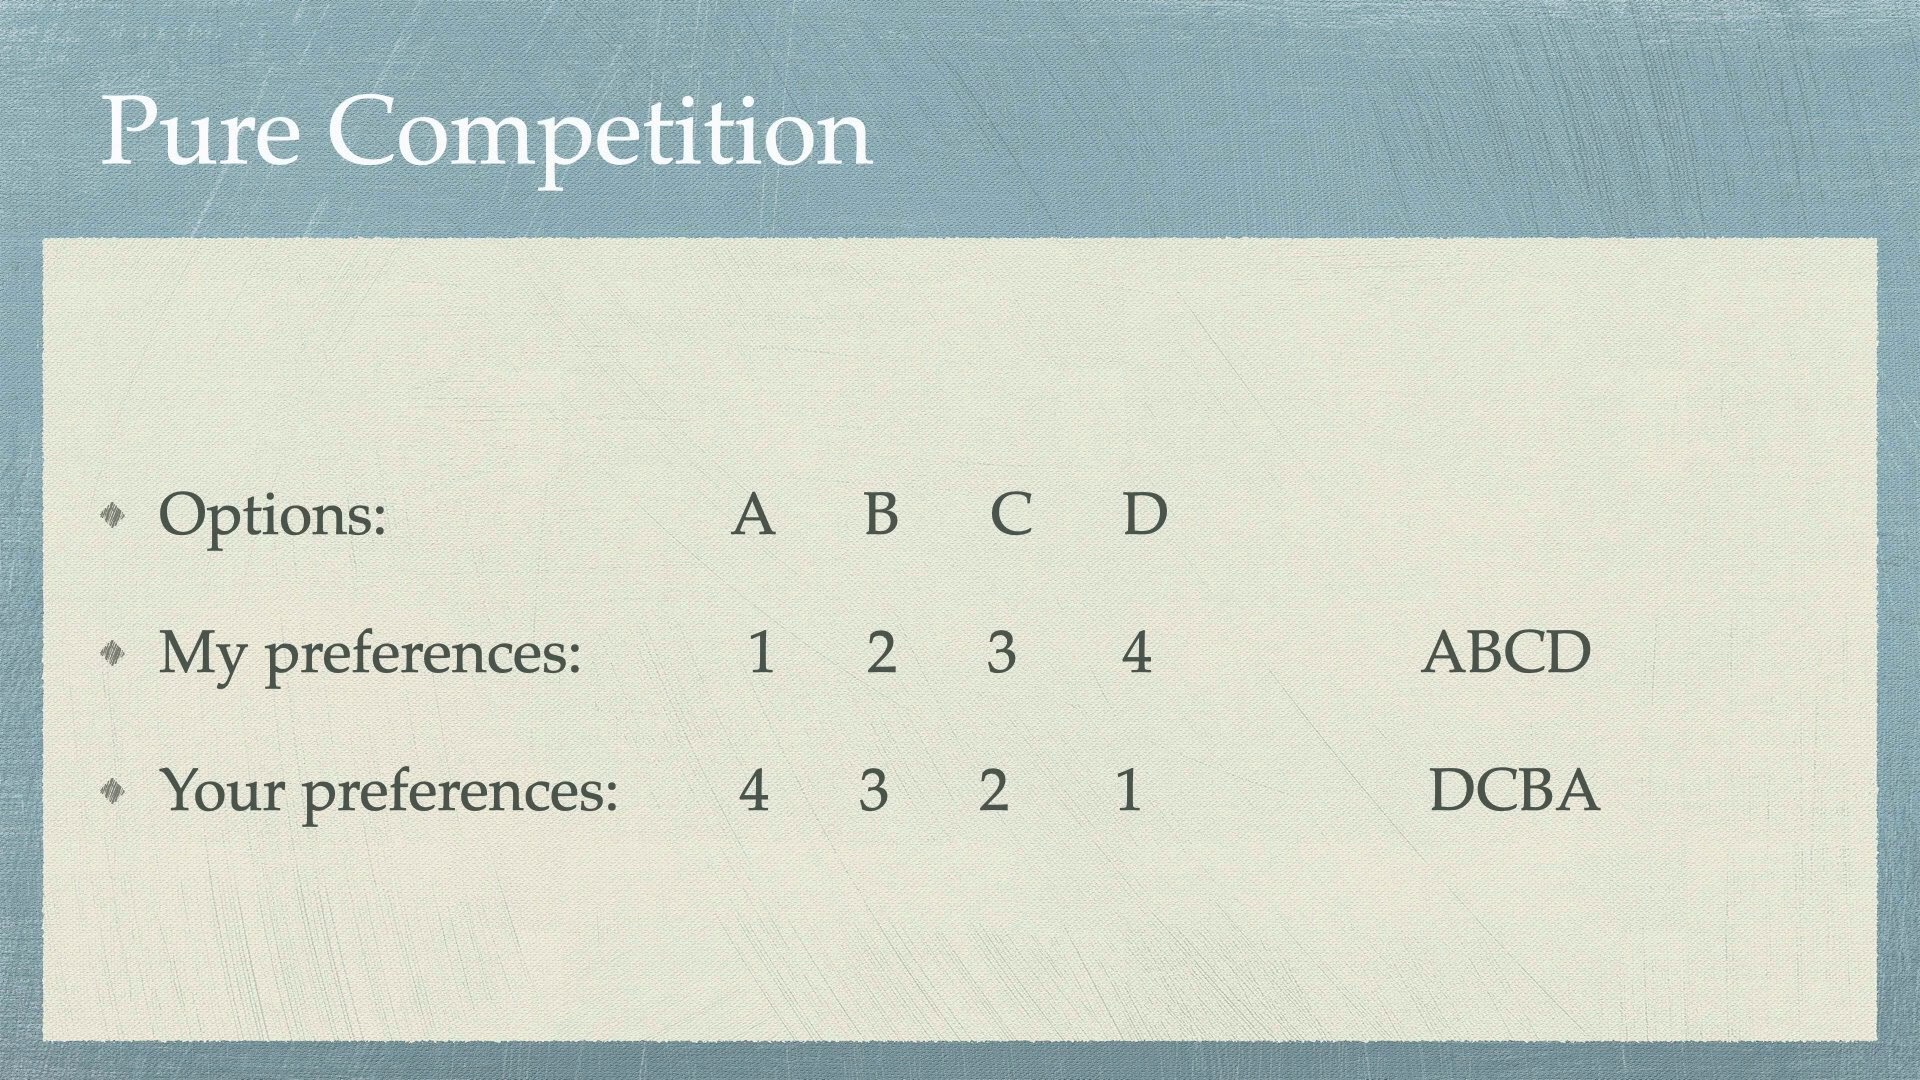 Pure Competition
Options: A B C D
My preferences: 1 2 3 4 ABCD
Your preferences: 4 3 2 1 DCBA